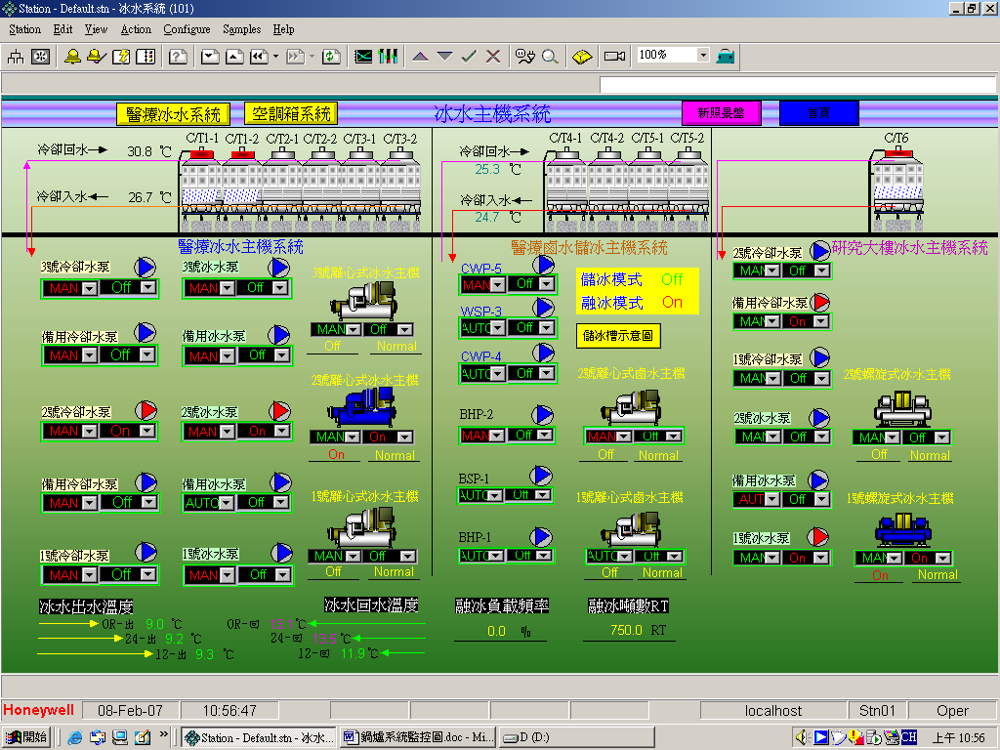 Station - Default.stn - 冰水系統 (101)
Station Edit View Action Configure Samples Help
100%
醫療冰水系統 空調箱系統 冰水主機系統 新照景盤 首頁
C/T1-1 C/T1-2 C/T2-1 C/T2-2 C/T3-1 C/T3-2 C/T4-1 C/T4-2 C/T5-1 C/T5-2 C/T6
冷卻回水 30.8 ℃ 冷卻回水
25.3 ℃
冷卻入水 26.7 ℃ 冷卻入水
24.7 ℃
醫療冰水主機系統
3號冷卻水泵 3號冰水泵 3號離心式冰水主機
MAN Off MAN Off
MAN Off
Off Normal
備用冷卻水泵 備用冰水泵
MAN Off MAN Off
2號離心式冰水主機
2號冷卻水泵 2號冰水泵
MAN On MAN On MAN On
On Normal
備用冷卻水泵 備用冰水泵 1號離心式冰水主機
MAN Off AUTO Off
1號冷卻水泵 1號冰水泵
MAN Off
MAN Off MAN Off Off Normal
冰水出水溫度 冰水回水溫度
0R-出 9.0 ℃ 0R-回 ℃
24-出 9.2 ℃ 24-回 ℃
12-出 9.3 ℃ 12-回 11.9 ℃
醫療鹵水儲冰主機系統
CWP-5
MAN Off
儲冰模式 Off
融冰模式 On
WSP-3
AUTO Off
儲冰槽示意圖
CWP-4
AUTO Off
2號離心式鹵水主機
BHP-2
MAN Off MAN Off
Off Normal
BSP-1
AUTO Off
1號離心式鹵水主機
BHP-1
AUTO Off AUTO Off
Off Normal
融冰負載頻率 融冰噸數RT
0.0 % 750.0 RT
研究大樓冰水主機系統
2號冷卻水泵
MAN Off
備用冷卻水泵
MAN On
1號冷卻水泵
MAN Off
2號螺旋式冰水主機
2號冰水泵
MAN Off MAN Off
Off Normal
備用冰水泵
AUT Off
1號螺旋式冰水主機
1號冰水泵
MAN On MAN On
On Normal
Honeywell 08-Feb-07 10:56:47 localhost Stn01 Oper
開始 Station - Default.stn - 冰水... 鍋爐系統監控圖.doc - Mi... D (D:) CH 上午 10:56